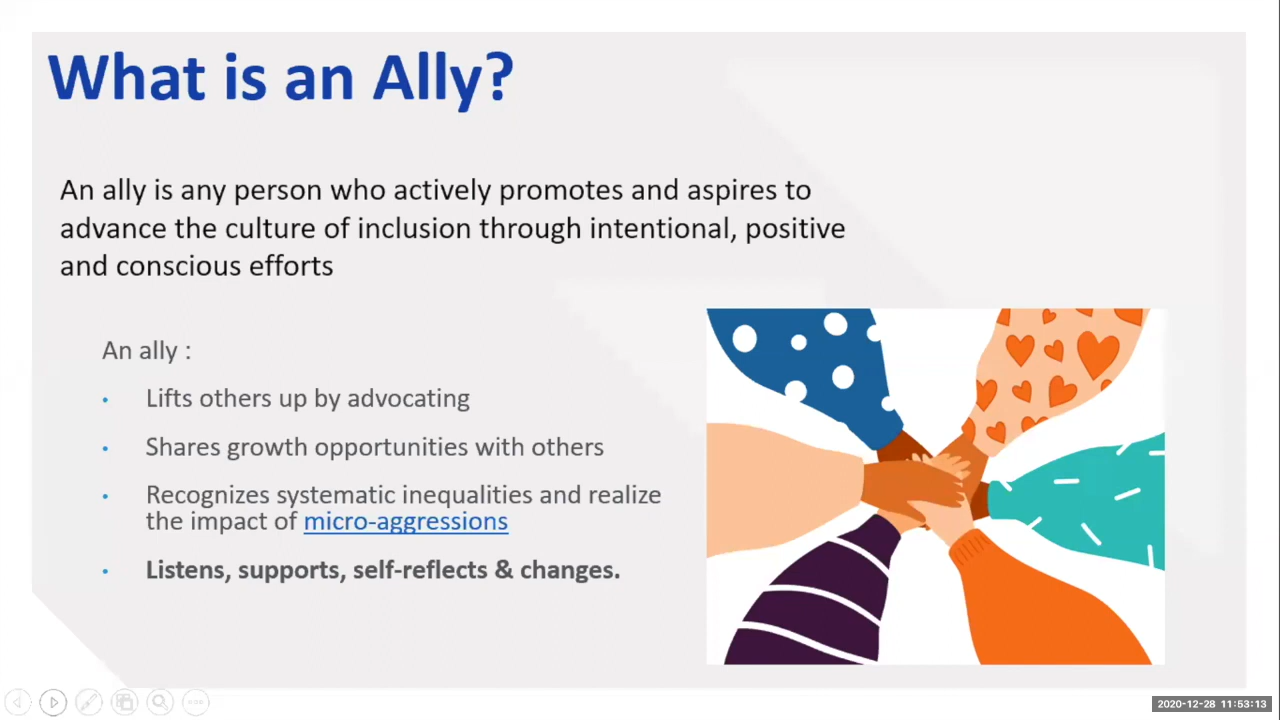 What is an Ally?
An ally is any person who actively promotes and aspires to
advance the culture of inclusion through intentional, positive
and conscious efforts
An ally :
• Lifts others up by advocating
• Shares growth opportunities with others
• Recognizes systematic inequalities and realize
the impact of micro-aggressions
• Listens, supports, self-reflects & changes.
2020-12-28 11:53:13